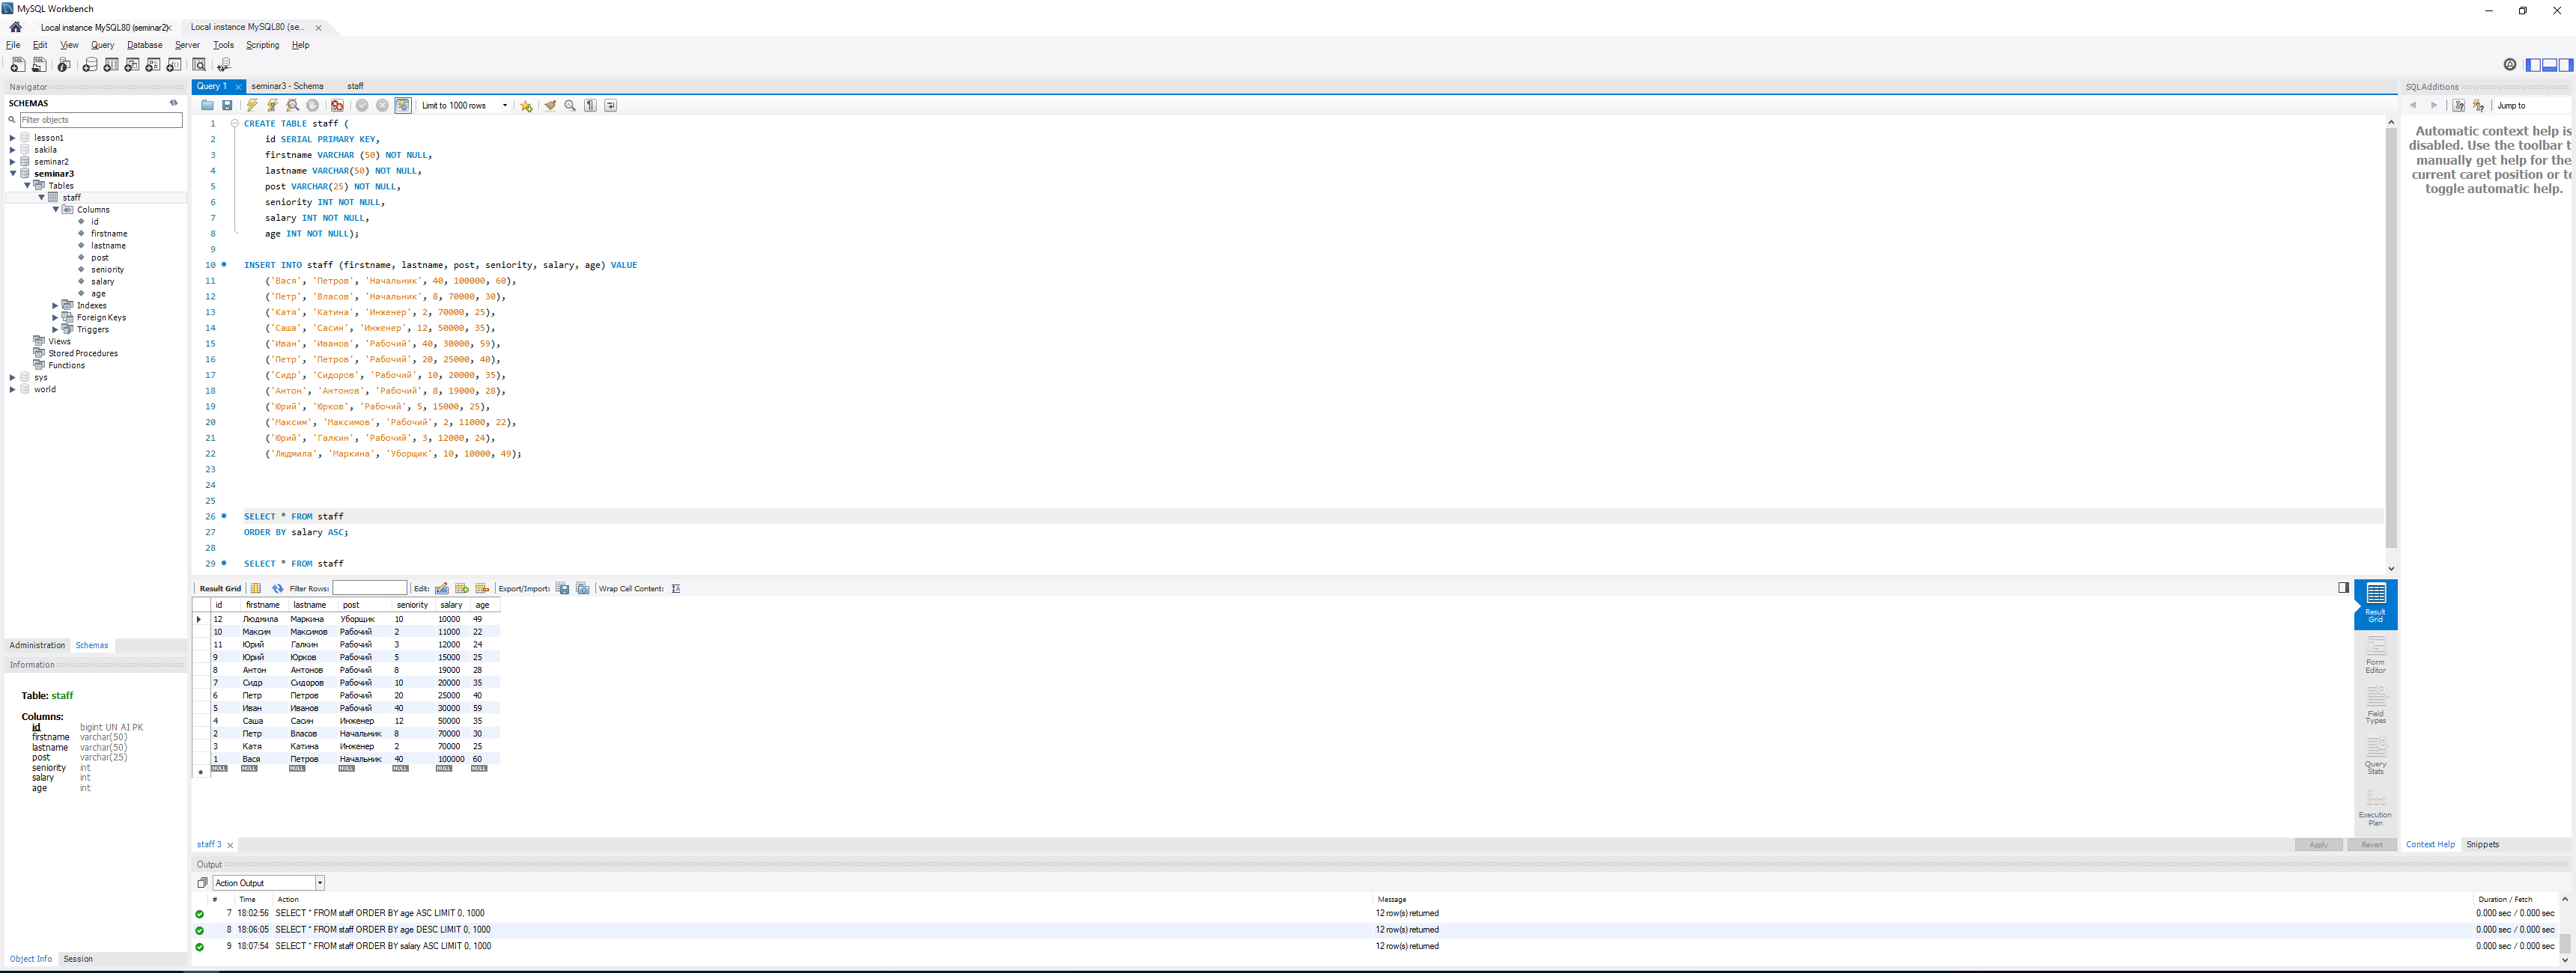 MySQL Workbench
Local instance MySQL80 (seminar2)
Local instance MySQL80 (se...
File Edit View Query Database Server Tools Scripting Help
Navigator
SCHEMAS
Filter objects
lesson1
sakila
seminar2
seminar3
Tables
staff
Columns
id
firstname
lastname
post
seniority
salary
age
Indexes
Foreign Keys
Triggers
Views
Stored Procedures
Functions
sys
world
Administration Schemas
Information
Table: staff
Columns:
id bigint UN AI PK
firstname varchar(50)
lastname varchar(50)
post varchar(25)
seniority int
salary int
age int
Object Info Session
Query 1 seminar3 - Schema staff
Limit to 1000 rows
1 CREATE TABLE staff (
2 id SERIAL PRIMARY KEY,
3 firstname VARCHAR (50) NOT NULL,
4 lastname VARCHAR(50) NOT NULL,
5 post VARCHAR(25) NOT NULL,
6 seniority INT NOT NULL,
7 salary INT NOT NULL,
8 age INT NOT NULL);
9
10 INSERT INTO staff (firstname, lastname, post, seniority, salary, age) VALUE
11 ('Вася', 'Петров', 'Начальник', 40, 100000, 60),
12 ('Петр', 'Власов', 'Начальник', 8, 70000, 30),
13 ('Катя', 'Катина', 'Инженер', 2, 70000, 25),
14 ('Саша', 'Сасин', 'Инженер', 12, 50000, 35),
15 ('Иван', 'Иванов', 'Рабочий', 40, 30000, 59),
16 ('Петр', 'Петров', 'Рабочий', 20, 25000, 40),
17 ('Сидр', 'Сидоров', 'Рабочий', 10, 20000, 35),
18 ('Антон', 'Антонов', 'Рабочий', 8, 19000, 28),
19 ('Юрий', 'Юрков', 'Рабочий', 5, 15000, 25),
20 ('Максим', 'Максимов', 'Рабочий', 2, 11000, 22),
21 ('Юрий', 'Галкин', 'Рабочий', 3, 12000, 24),
22 ('Людмила', 'Маркина', 'Уборщик', 10, 10000, 49);
23
24
25
26 SELECT * FROM staff
27 ORDER BY salary ASC;
28
29 SELECT * FROM staff
Result Grid Filter Rows: Edit: Export/Import: Wrap Cell Content:
id firstname lastname post seniority salary age
12 Людмила Маркина Уборщик 10 10000 49
10 Максим Максимов Рабочий 2 11000 22
11 Юрий Галкин Рабочий 3 12000 24
9 Юрий Юрков Рабочий 5 15000 25
8 Антон Антонов Рабочий 8 19000 28
7 Сидр Сидоров Рабочий 10 20000 35
6 Петр Петров Рабочий 20 25000 40
5 Иван Иванов Рабочий 40 30000 59
4 Саша Сасин Инженер 12 50000 35
2 Петр Власов Начальник 8 70000 30
3 Катя Катина Инженер 2 70000 25
1 Вася Петров Начальник 40 100000 60
NULL NULL NULL NULL NULL NULL NULL
Result
Grid
Form
Editor
Field
Types
Query
Stats
Execution
Plan
staff 3
Apply Revert
Output
Action Output
# Time Action Message Duration / Fetch
7 18:02:56 SELECT * FROM staff ORDER BY age ASC LIMIT 0, 1000 12 row(s) returned 0.000 sec / 0.000 sec
8 18:06:05 SELECT * FROM staff ORDER BY age DESC LIMIT 0, 1000 12 row(s) returned 0.000 sec / 0.000 sec
9 18:07:54 SELECT * FROM staff ORDER BY salary ASC LIMIT 0, 1000 12 row(s) returned 0.000 sec / 0.000 sec
SQLAdditions
Jump to
Automatic context help is
disabled. Use the toolbar t
manually get help for the
current caret position or to
toggle automatic help.
Context Help Snippets